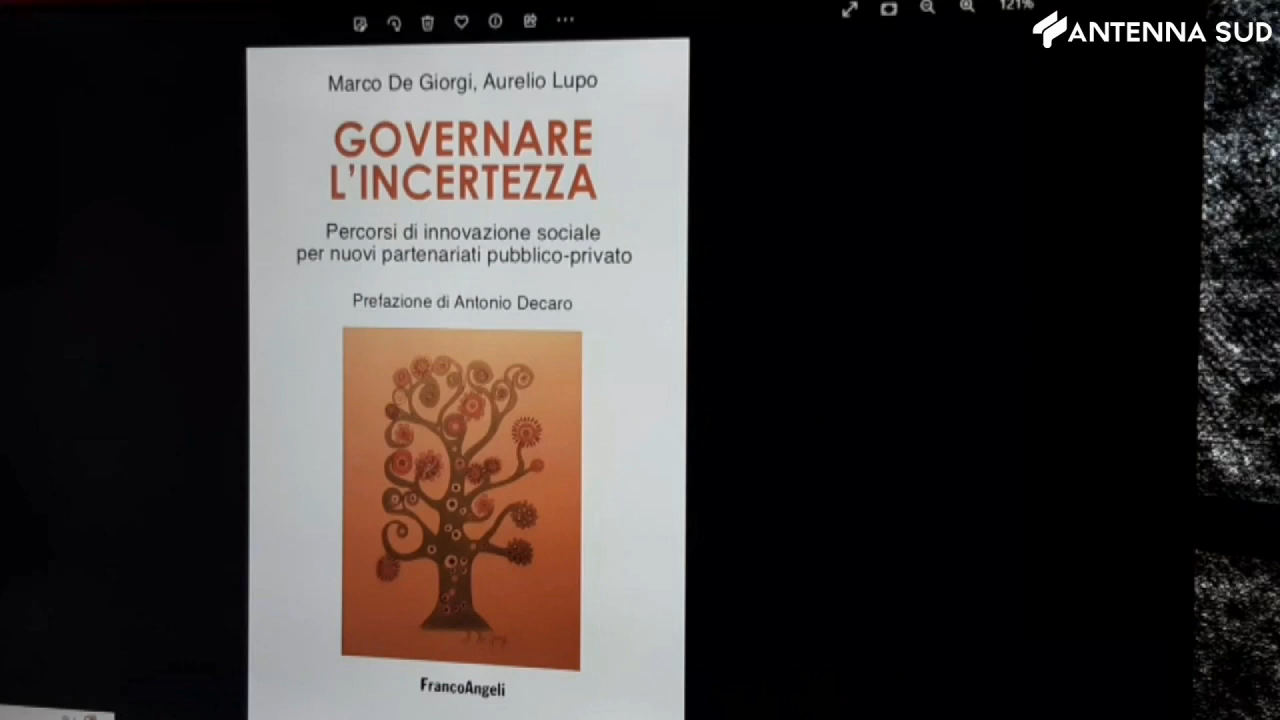 121%
ANTENNA SUD
Marco De Giorgi, Aurelio Lupo
GOVERNARE
L'INCERTEZZA
Percorsi di innovazione sociale
per nuovi partenariati pubblico-privato
Prefazione di Antonio Decaro
FrancoAngeli